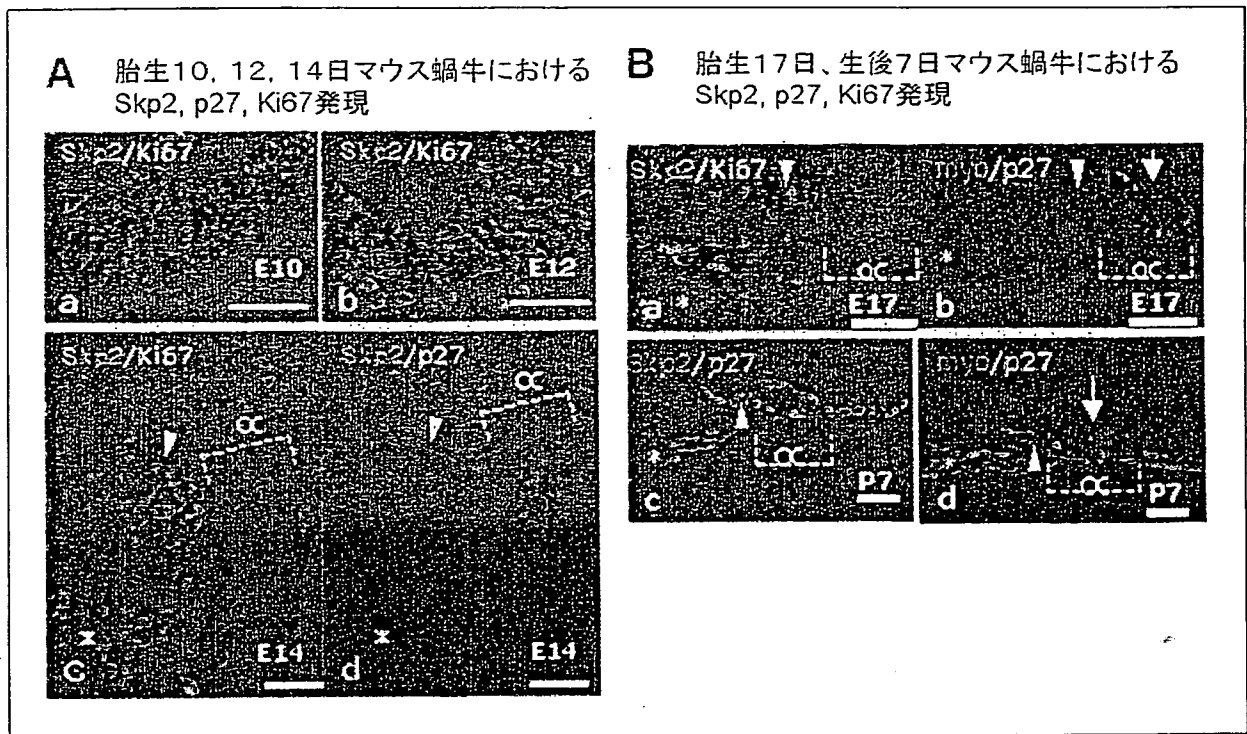 A 胎生10, 12, 14日マウス蝸牛における
Skp2, p27, Ki67発現
Skp2/Ki67
E10
a
Skp2/Ki67
E12
b
Skp2/Ki67
OC
*
E14
c
Skp2/p27
OC
*
E14
d
B 胎生17日、生後7日マウス蝸牛における
Skp2, p27, Ki67発現
Skp2/Ki67
OC
a *
E17
myo/p27
*
OC
b
E17
Skp2/p27
*
OC
c
P7
myo/p27
*
OC
d
P7